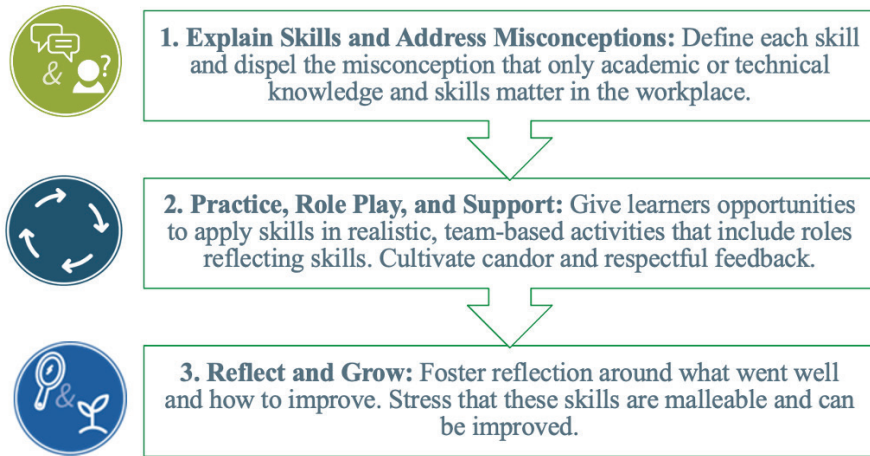 & ?
1. Explain Skills and Address Misconceptions: Define each skill
and dispel the misconception that only academic or technical
knowledge and skills matter in the workplace.
2. Practice, Role Play, and Support: Give learners opportunities
to apply skills in realistic, team-based activities that include roles
reflecting skills. Cultivate candor and respectful feedback.
&
3. Reflect and Grow: Foster reflection around what went well
and how to improve. Stress that these skills are malleable and can
be improved.